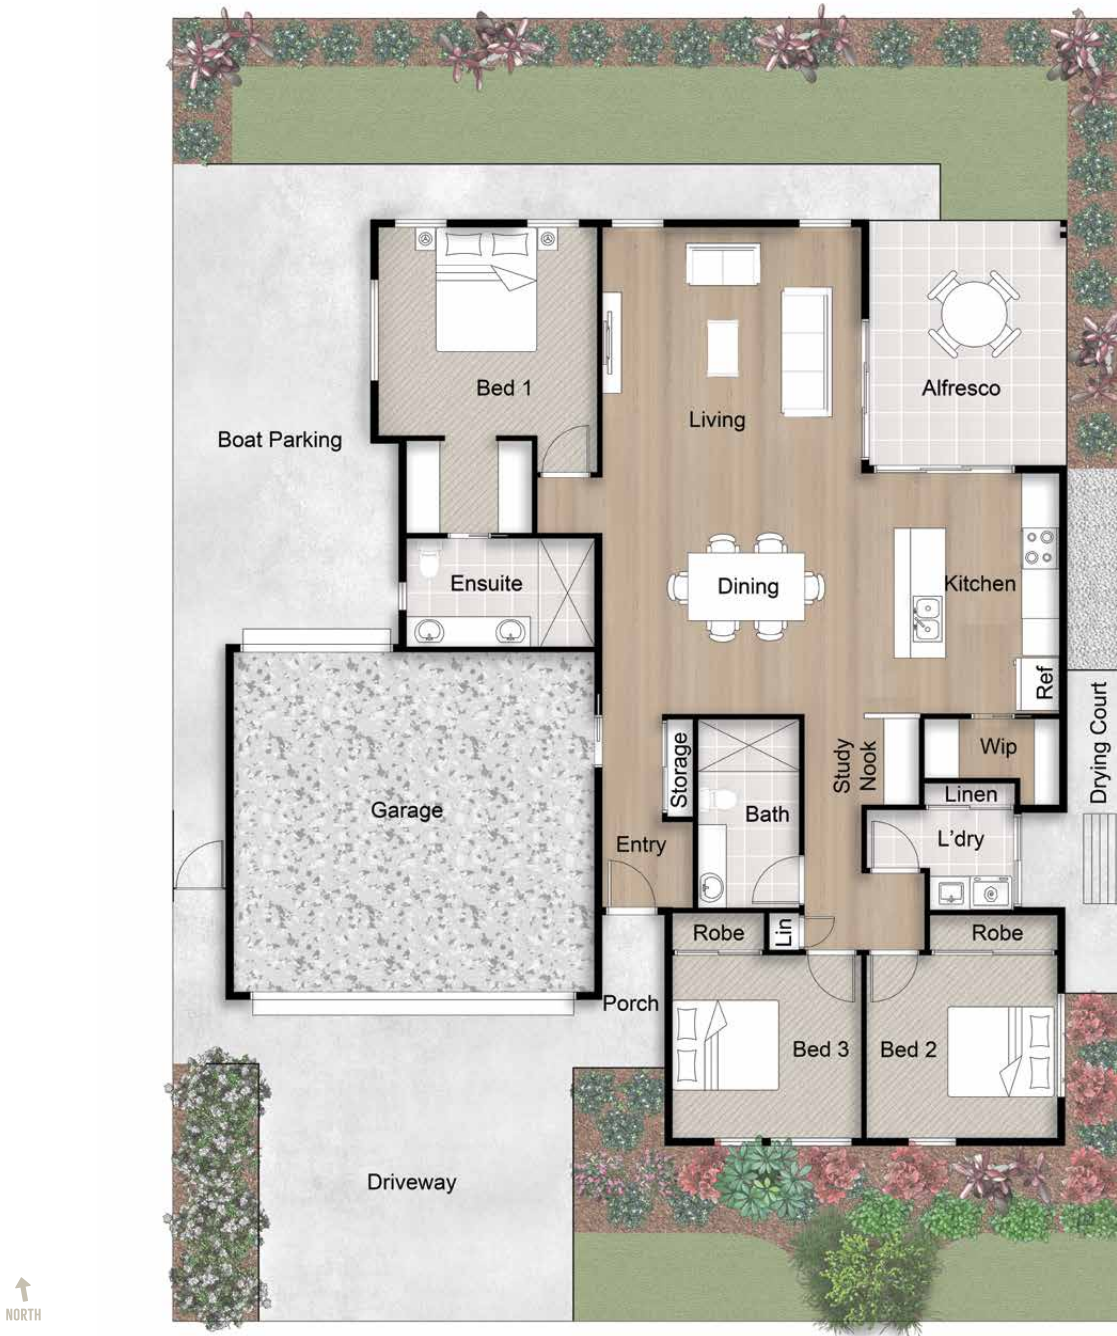 Bed 1
Alfresco
Living
Boat Parking
Ensuite
Dining
Kitchen
Ref
Drying Court
Storage
Study
Nook
Wip
Linen
Garage
Bath
L'dry
Entry
Robe
Lin
Robe
Porch
Bed 3
Bed 2
Driveway
NORTH